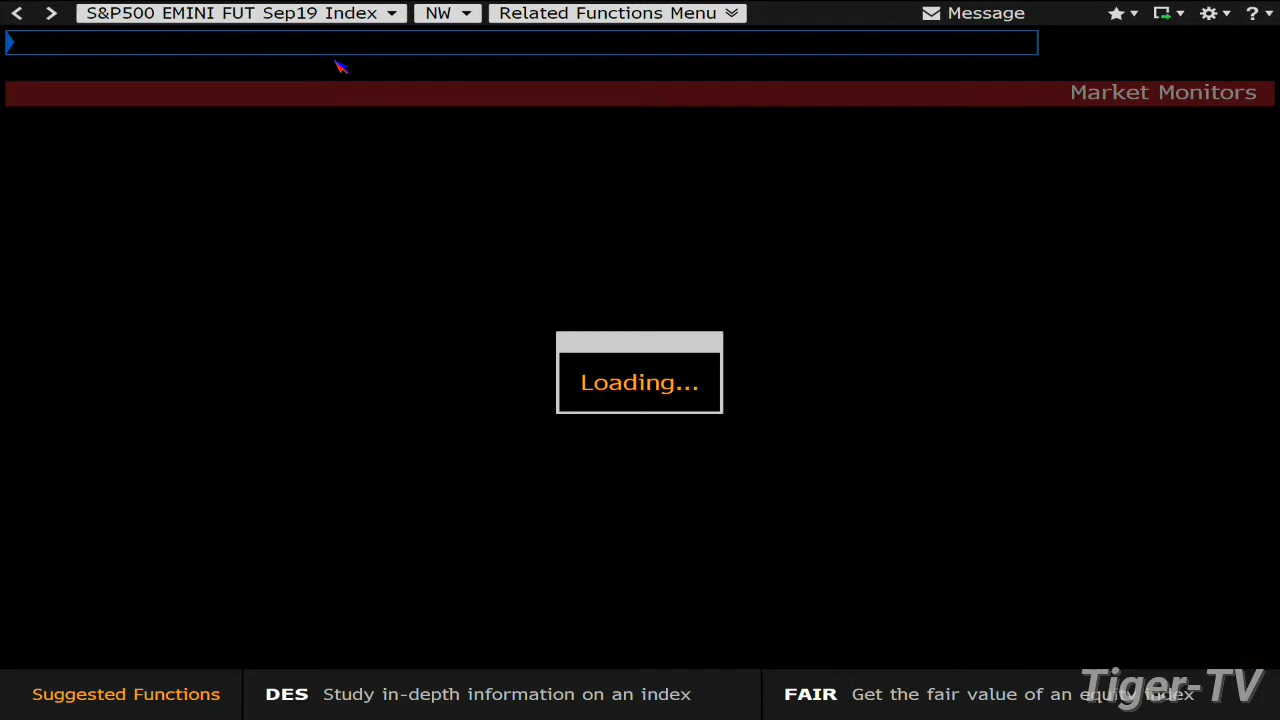 S&P500 EMINI FUT Sep19 Index NW Related Functions Menu Message ?
Market Monitors
Loading...
Suggested Functions DES Study in-depth information on an index FAIR Get the fair value of an equity index
Tiger-TV